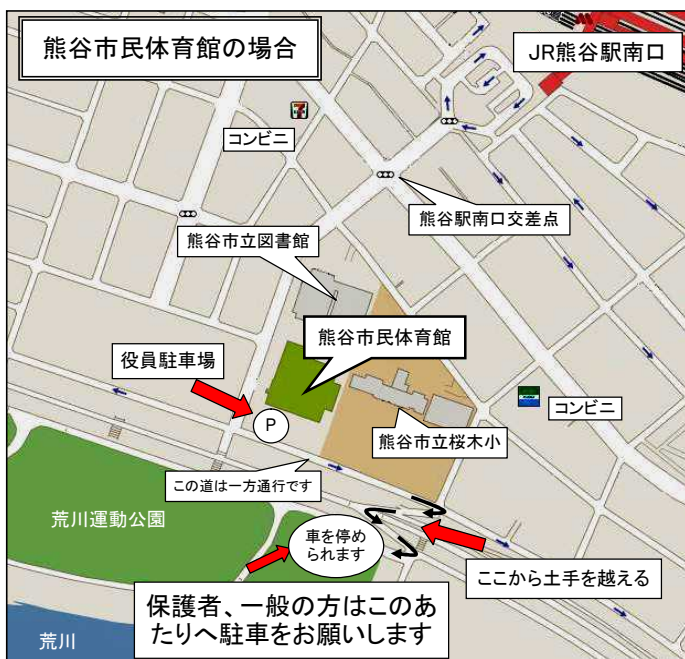 熊谷市民体育館の場合
JR熊谷駅南口
7
コンビニ
熊谷駅南口交差点
熊谷市立図書館
熊谷市民体育館
役員駐車場
P
コンビニ
熊谷市立桜木小
この道は一方通行です
荒川運動公園
車を停め
られます
ここから土手を越える
保護者、一般の方はこのあ
たりへ駐車をお願いします
荒川